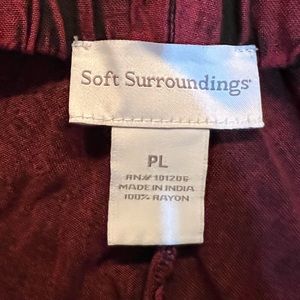 Soft Surroundings
PL
RN# 101206
MADE IN INDIA
100% RAYON